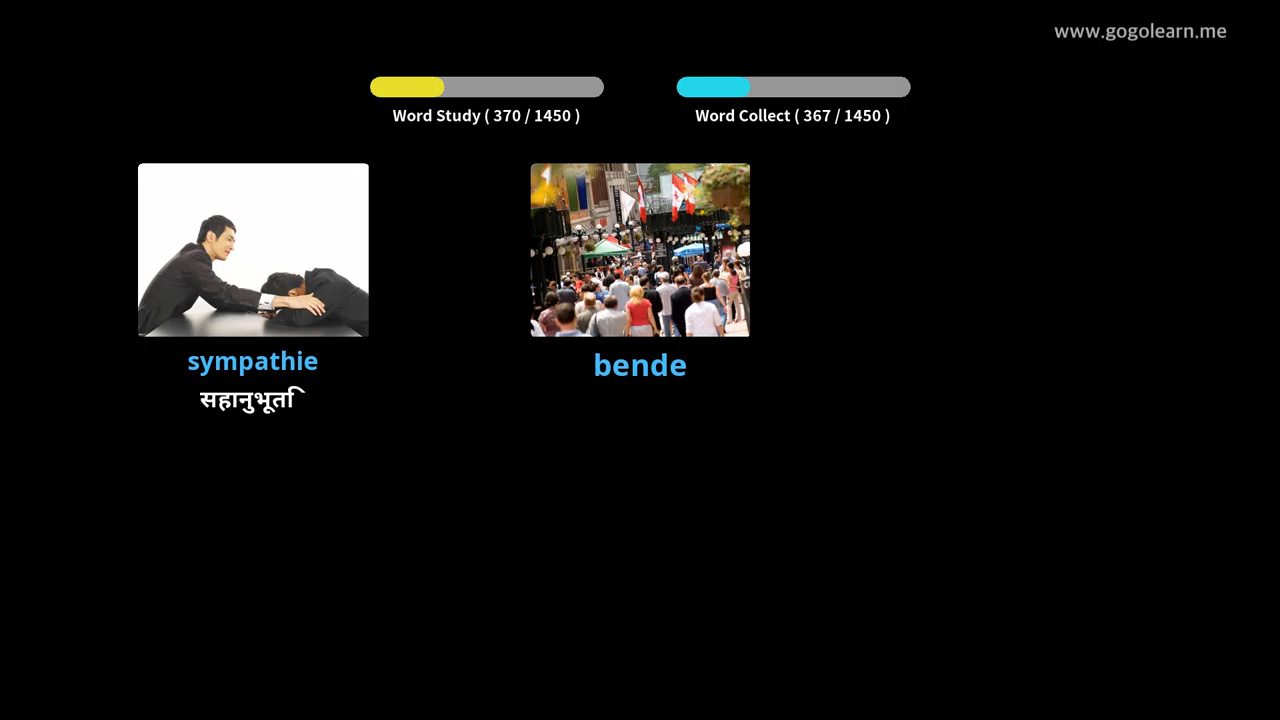 www.gogolearn.me
Word Study ( 370 / 1450 )
Word Collect ( 367 / 1450 )
sympathie
सहानुभूति
bende